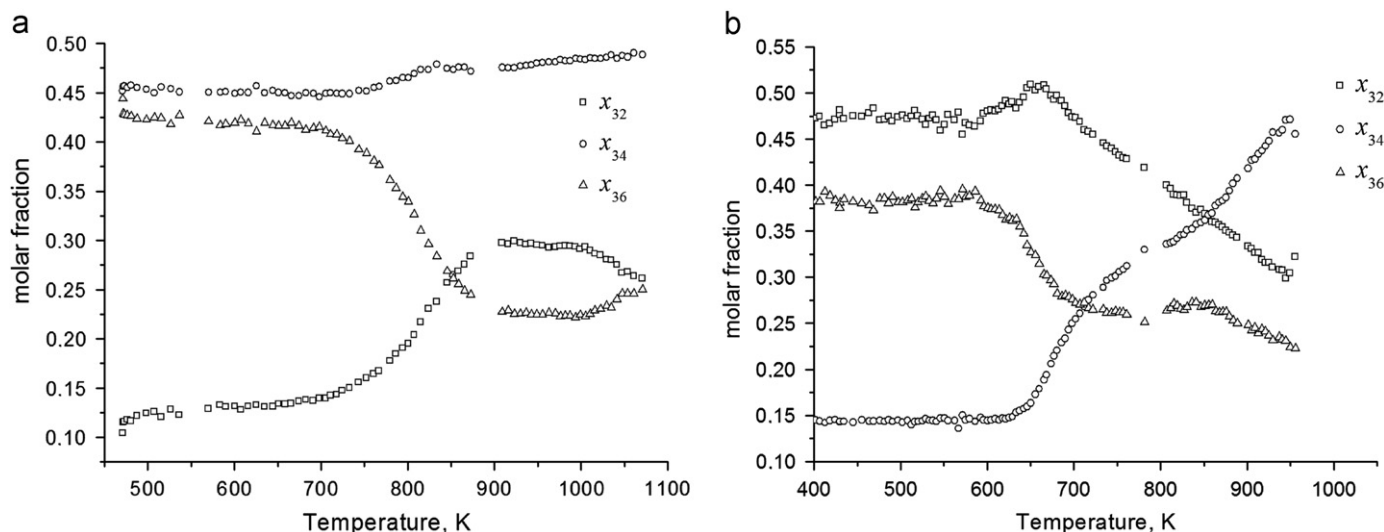 a
0.50
0.45
0.40
0.35
0.30
0.25
0.20
0.15
0.10
molar fraction
500 600 700 800 900 1000 1100
Temperature, K
x32
x34
x36
b
0.55
0.50
0.45
0.40
0.35
0.30
0.25
0.20
0.15
0.10
molar fraction
400 500 600 700 800 900 1000
Temperature, K
x32
x34
x36